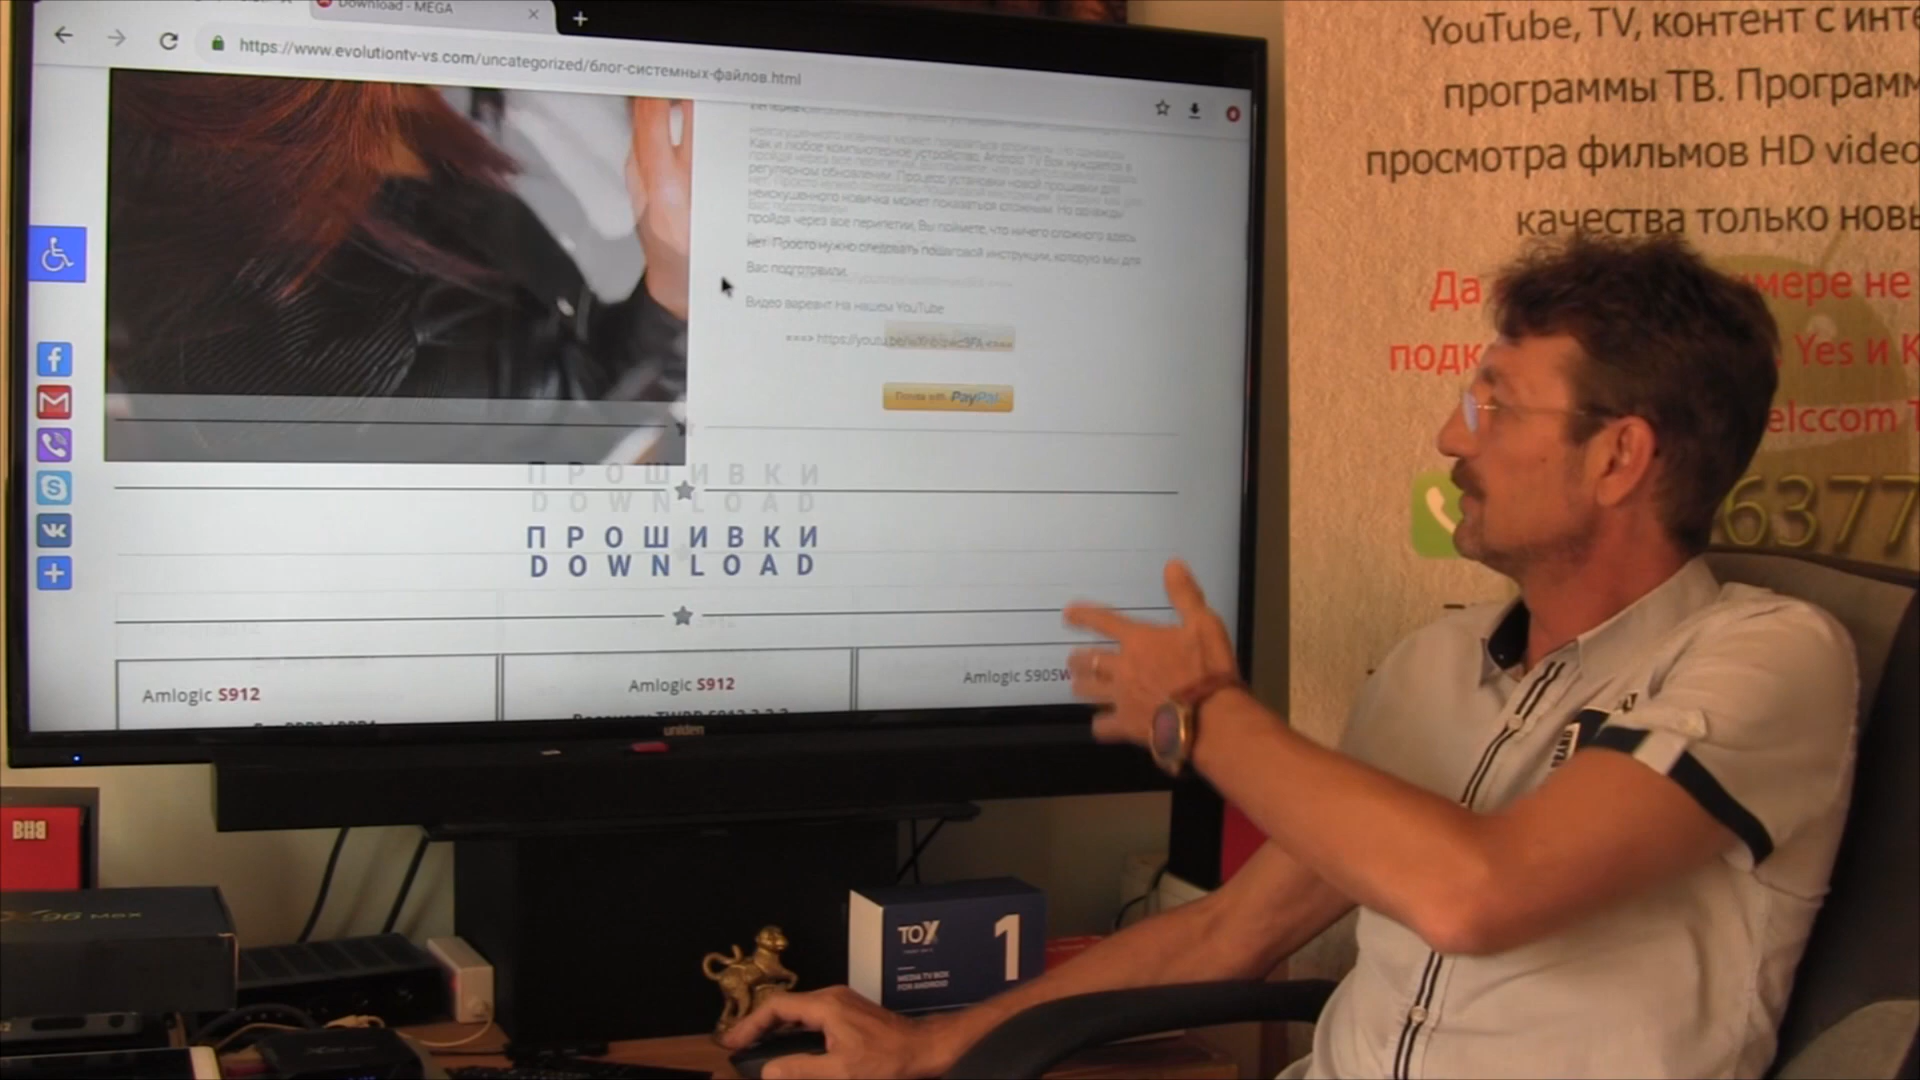 Download - MEGA
https://www.evolutiontv-vs.com/uncategorized/блог-системных-файлов.html
Как и любое компьютерное устройство, Android TV Box нуждается в
регулярном обновлении. Процесс установки новой прошивки для
неискушенного новичка может показаться сложным. Но однажды
пройдя через все перипетии, Вы поймете, что ничего сложного здесь
нет. Просто нужно следовать пошаговой инструкции, которую мы для
Вас подготовили.
Видео вариант На нашем YouTube
Donate with PayPal
ПРОШИВКИ
DOWNLOAD
ПРОШИВКИ
DOWNLOAD
Amlogic S912
Amlogic S912
Amlogic S905W
uniden
YouTube, TV, контент с инте
программы ТВ. Программ
просмотра фильмов HD video
качества только новы
Да мере не
подк Yes и К
elccom T
6377
BHB
X96 max
TOX 1
MEDIA TV BOX
FOR ANDROID
BRAND